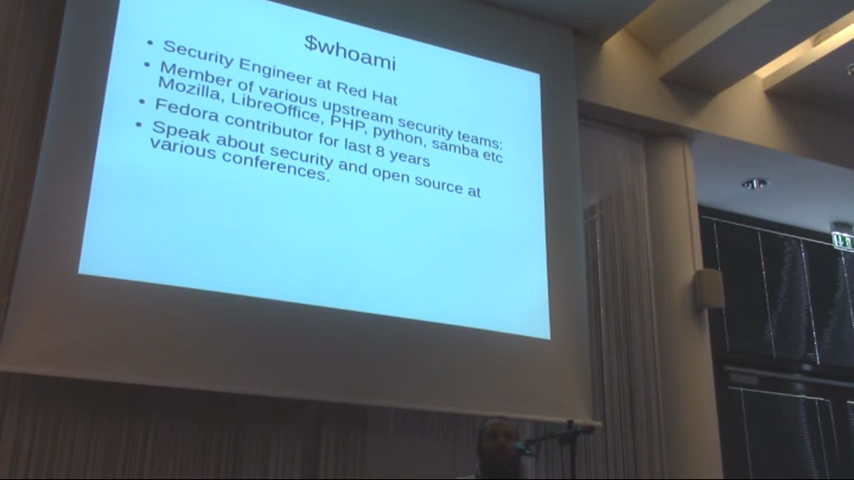 $whoami
• Security Engineer at Red Hat
• Member of various upstream security teams:
Mozilla, LibreOffice, PHP, python, samba etc
• Fedora contributor for last 8 years
• Speak about security and open source at
various conferences.